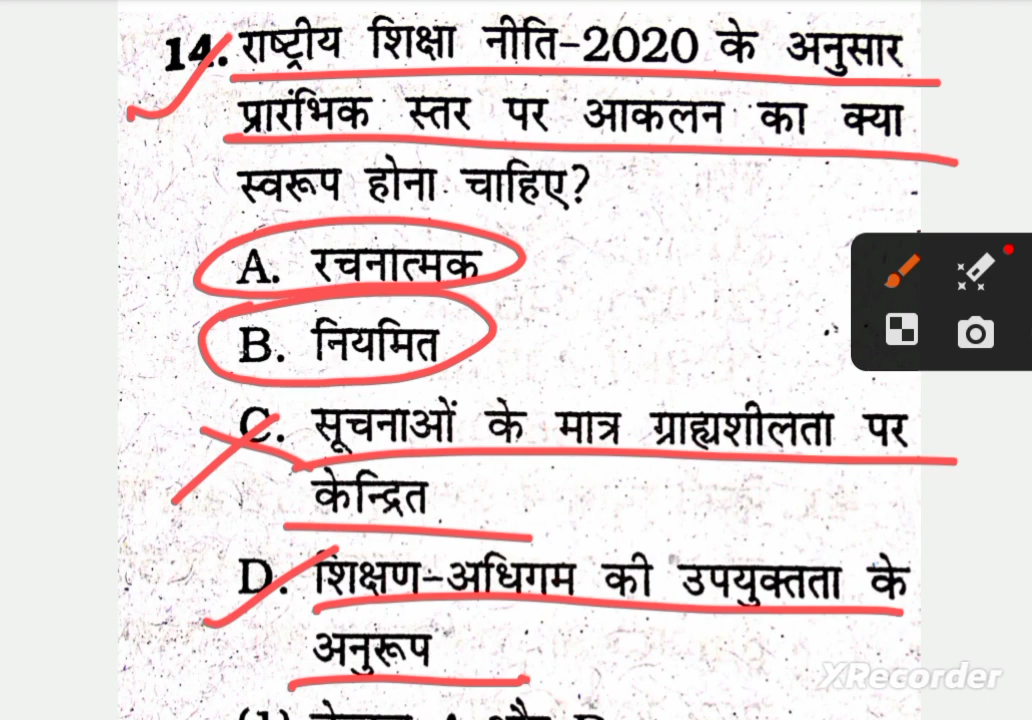 14. राष्ट्रीय शिक्षा नीति-2020 के अनुसार
प्रारंभिक स्तर पर आकलन का क्या
स्वरूप होना चाहिए?
A. रचनात्मक
B. नियमित
C. सूचनाओं के मात्र ग्राह्यशीलता पर
केन्द्रित
D. शिक्षण-अधिगम की उपयुक्तता के
अनुरूप
XRecorder